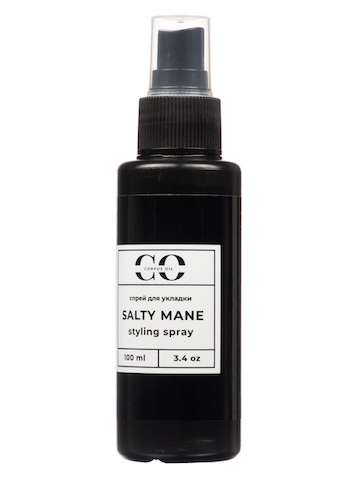 CO
CORPUS OIL
спрей для укладки
SALTY MANE
styling spray
100 ml 3.4 oz